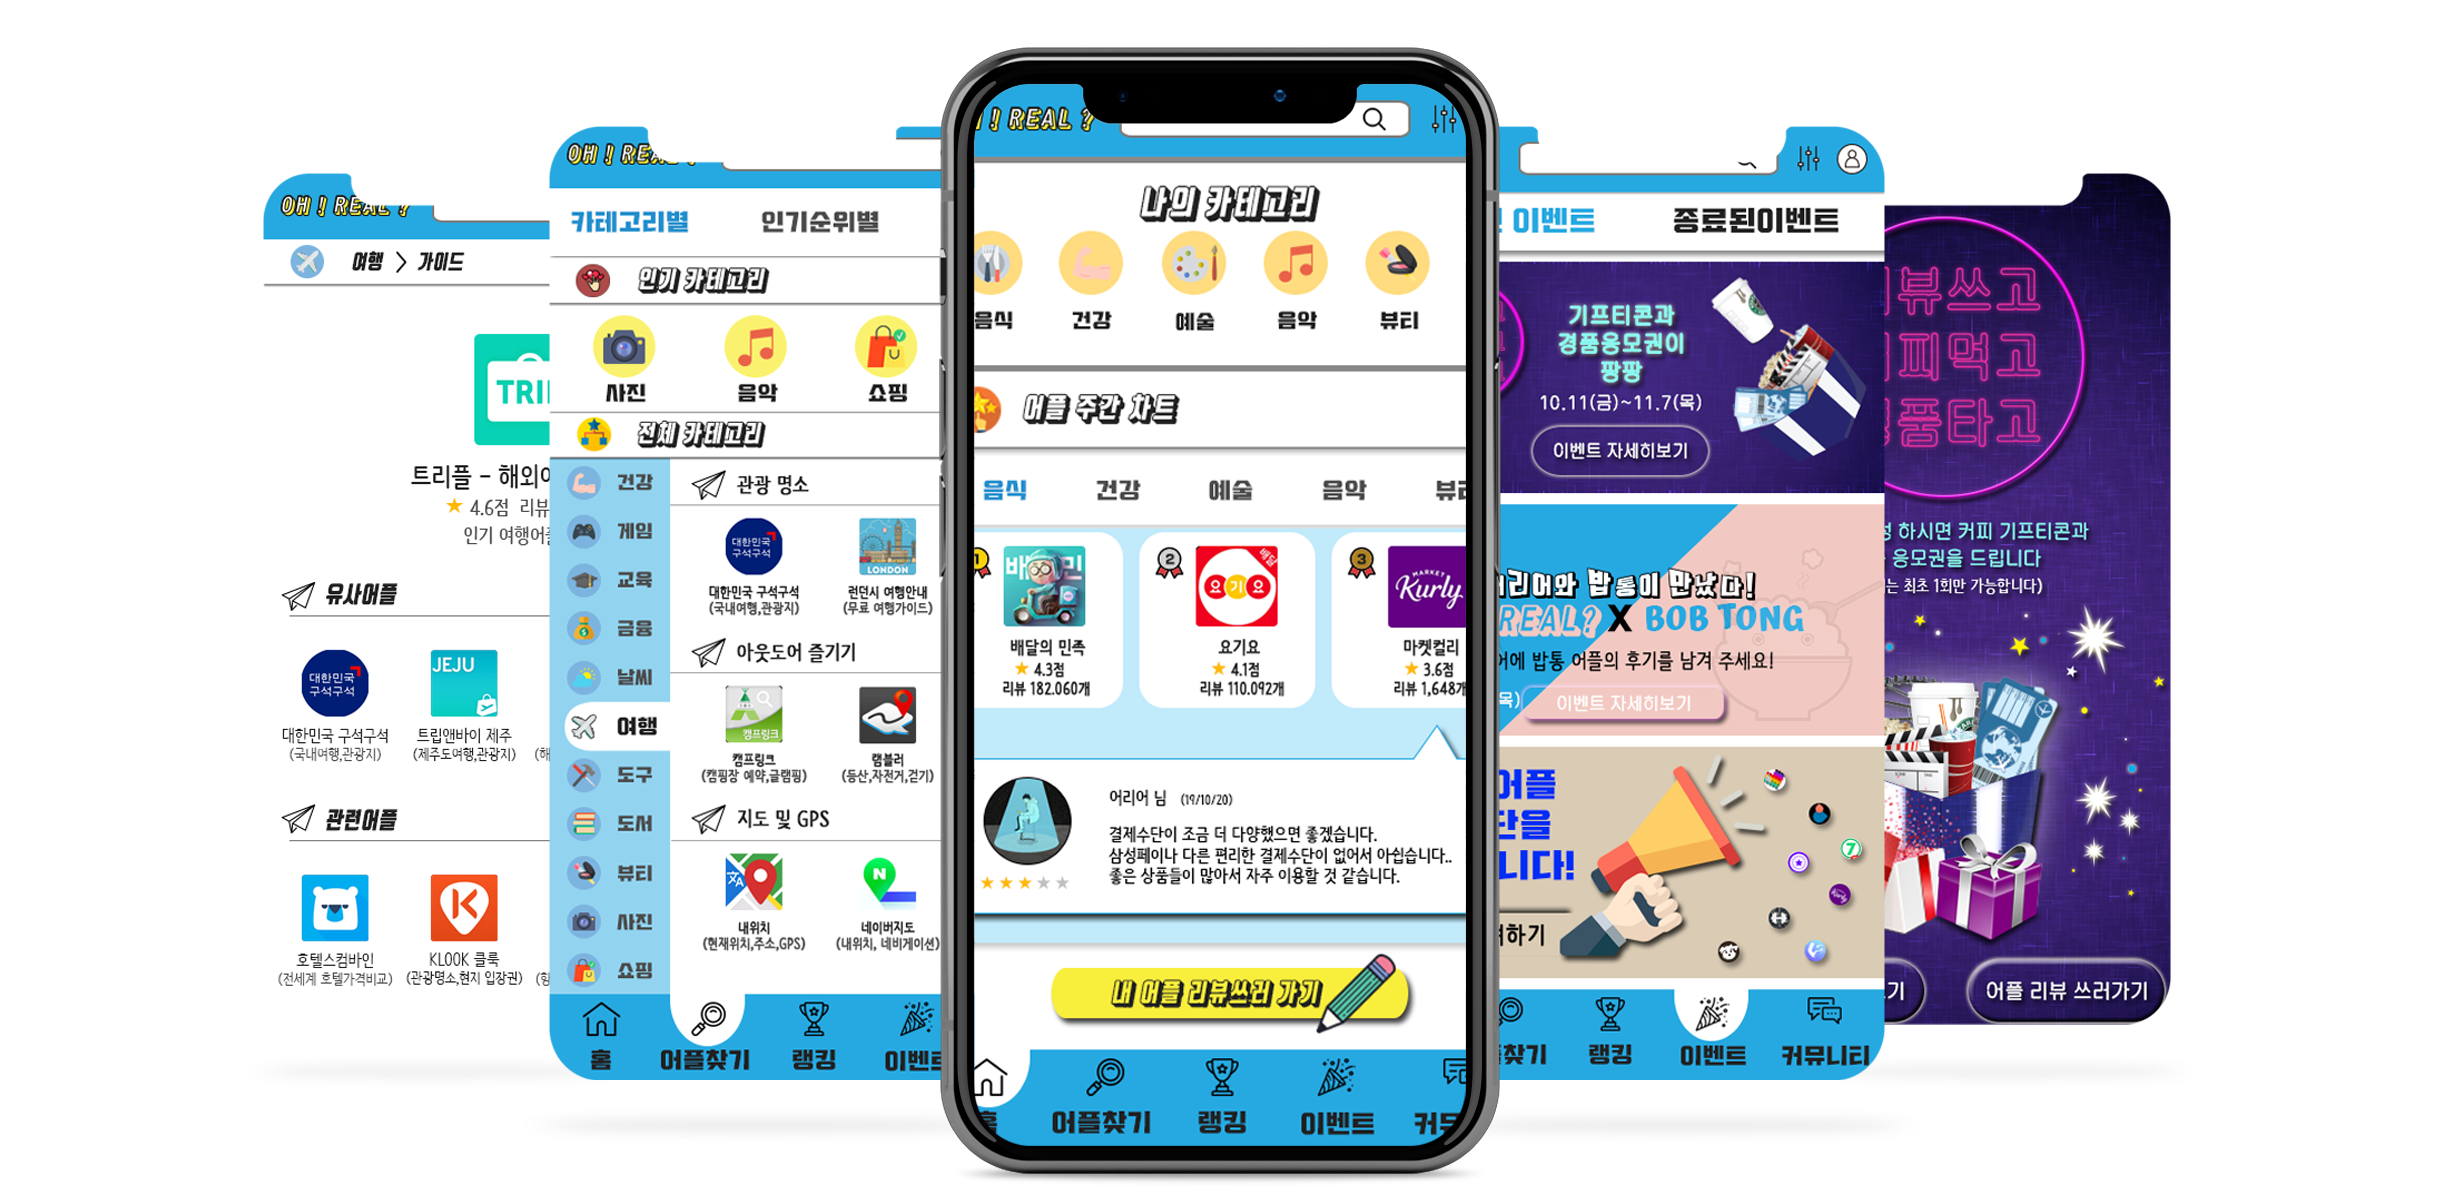 OH ! REAL ?
여행 > 가이드
TRI
트리플 - 해외여
4.6점 리뷰
인기 여행어플
유사어플
대한민국
구석구석
JEJU
대한민국 구석구석
(국내여행,관광지)
트립앤바이 제주
(제주도여행,관광지)
(해
관련어플
호텔스컴바인
(전세계 호텔가격비교)
KLOOK 클룩
(관광명소,현지 입장권)
OH ! REAL ?
카테고리별
인기순위별
인기 카테고리
사진
음악
쇼핑
전체 카테고리
건강
게임
교육
금융
날씨
여행
도구
도서
뷰티
사진
쇼핑
관광 명소
대한민국
구석구석
LONDON
대한민국 구석구석
(국내여행,관광지)
런던시 여행안내
(무료 여행가이드)
아웃도어 즐기기
캠프링크
캠프링크
(캠핑장 예약,글램핑)
램블러
(등산,자전거,걷기)
지도 및 GPS
N
내위치
(현재위치,주소,GPS)
네이버지도
(내위치, 네비게이션)
홈
어플찾기
랭킹
이벤트
! REAL ?
나의 카테고리
음식
건강
예술
음악
뷰티
어플 주간 차트
음식
건강
예술
음악
뷰티
1
배 민
배달의 민족
4.3점
리뷰 182.060개
2
배달
요기요
요기요
4.1점
리뷰 110.092개
3
MARKET
Kurly
마켓컬리
3.6점
리뷰 1,648개
어리어 님 (19/10/20)
결제수단이 조금 더 다양했으면 좋겠습니다.
삼성페이나 다른 편리한 결제수단이 없어서 아쉽습니다..
좋은 상품들이 많아서 자주 이용할 것 같습니다.
내 어플 리뷰쓰러 가기
홈
어플찾기
랭킹
이벤트
커뮤
이벤트
종료된이벤트
기프티콘과
경품응모권이
팡팡
10.11(금)~11.7(목)
이벤트 자세히보기
어리어와 밥통이 만났다!
REAL? X BOB TONG
어에 밥통 어플의 후기를 남겨 주세요!
목)
이벤트 자세히보기
어플
단을
니다!
하기
7
찾기
랭킹
이벤트
커뮤니티
리뷰쓰고
커피먹고
경품타고
성 하시면 커피 기프티콘과
응모권을 드립니다
는 최초 1회만 가능합니다)
기
어플 리뷰 쓰러가기